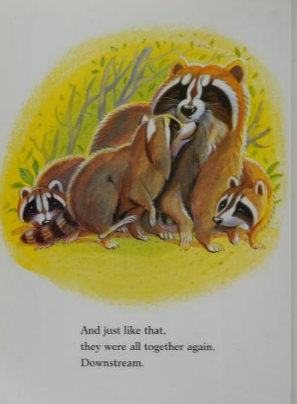 And just like that,
they were all together again.
Downstream.